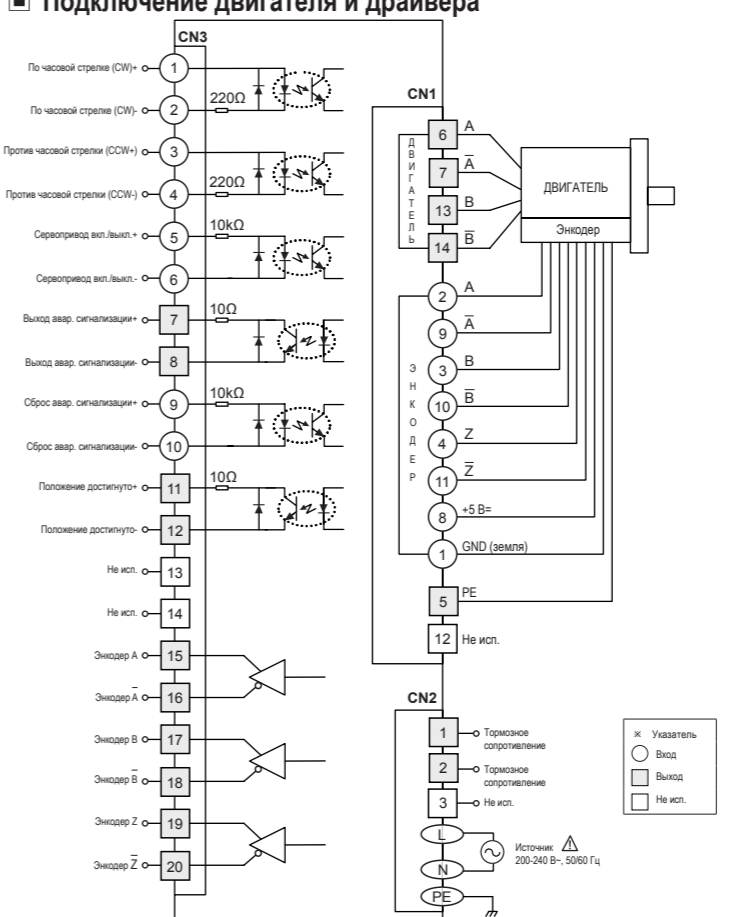 Подключение двигателя и драйвера
CN3
По часовой стрелке (CW)+
1
По часовой стрелке (CW)-
2
220Ω
Против часовой стрелки (CCW+)
3
Против часовой стрелки (CCW-)
4
220Ω
Сервопривод вкл./выкл.+
5
10kΩ
Сервопривод вкл./выкл.-
6
Выход авар. сигнализации+
7
10Ω
Выход авар. сигнализации-
8
Сброс авар. сигнализации+
9
10kΩ
Сброс авар. сигнализации-
10
Положение достигнуто+
11
10Ω
Положение достигнуто-
12
Не исп.
13
Не исп.
14
Энкодер A
15
Энкодер A̅
16
Энкодер B
17
Энкодер B̅
18
Энкодер Z
19
Энкодер Z̅
20
CN1
ДВИГАТЕЛЬ
6
A
7
A̅
13
B
14
B̅
ДВИГАТЕЛЬ
Энкодер
ЭНКОДЕР
2
A
9
A̅
3
B
10
B̅
4
Z
11
Z̅
8
+5 В=
1
GND (земля)
5
PE
12
Не исп.
CN2
1
Тормозное
сопротивление
2
Тормозное
сопротивление
3
Не исп.
L
N
PE
Источник ⚠
200-240 В~, 50/60 Гц
※ Указатель
Вход
Выход
Не исп.